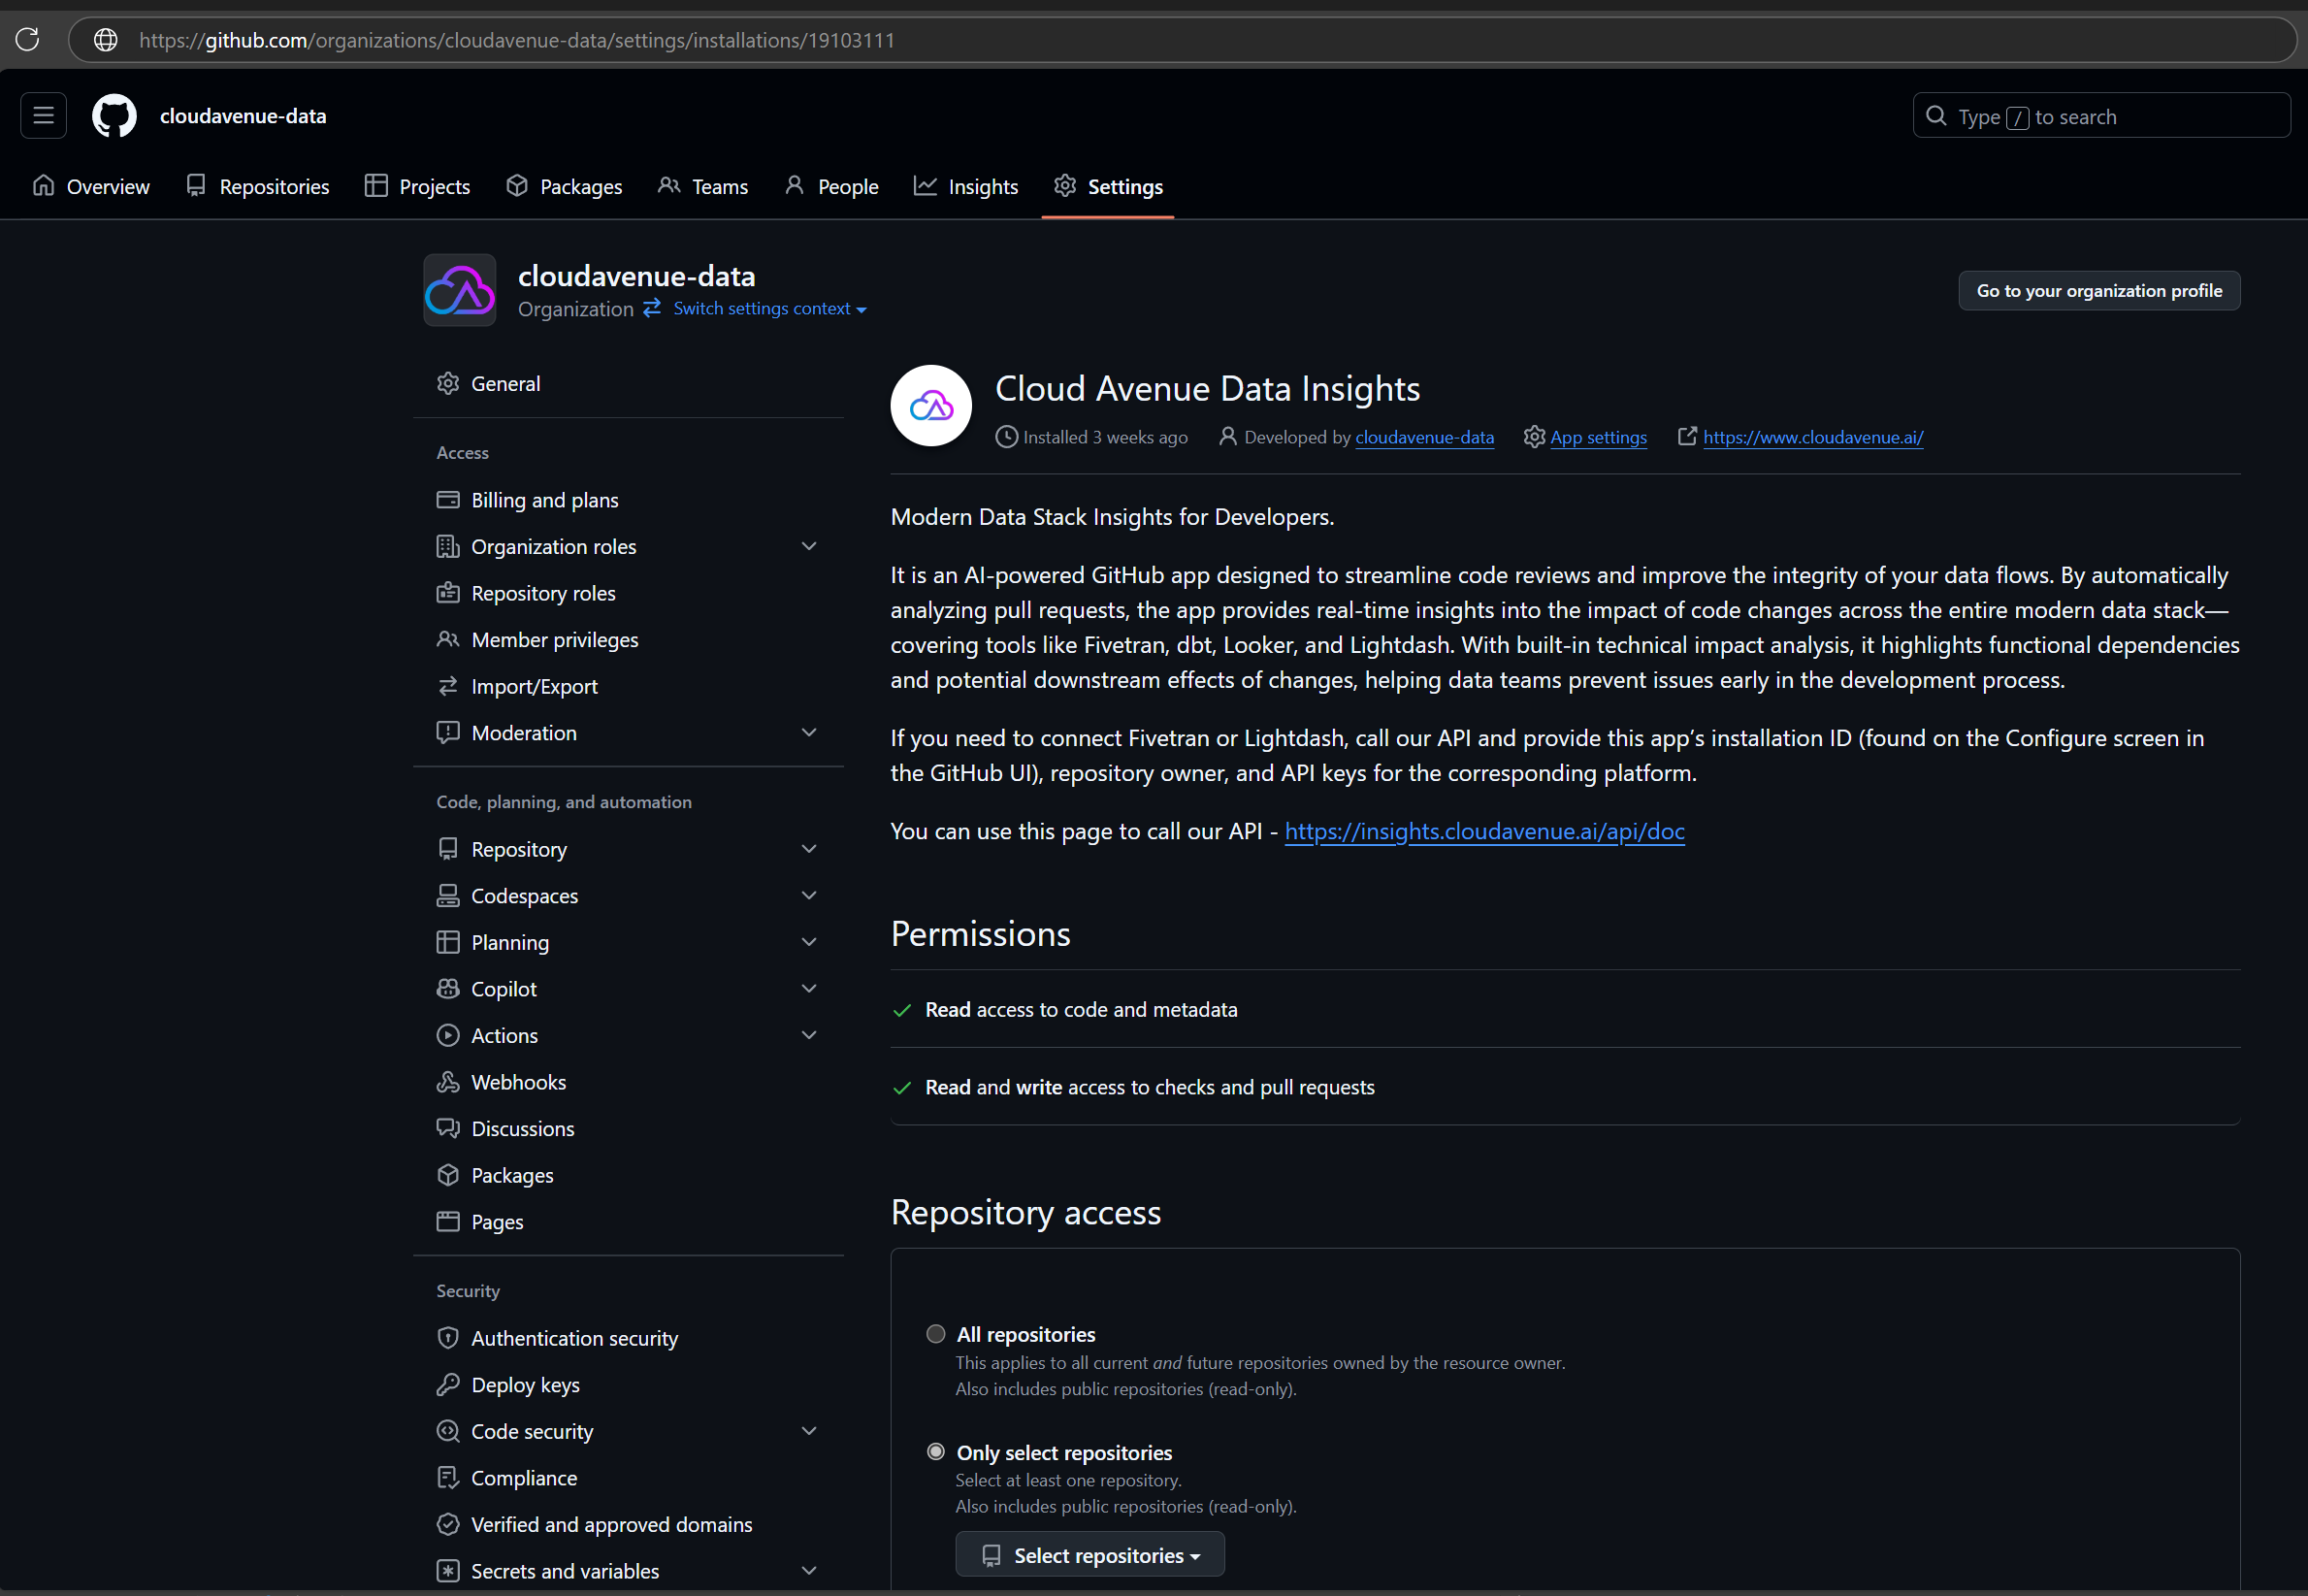 https://github.com/organizations/cloudavenue-data/settings/installations/19103111
cloudavenue-data
Type / to search
Overview
Repositories
Projects
Packages
Teams
People
Insights
Settings
cloudavenue-data
Organization
Switch settings context
Go to your organization profile
General
Access
Billing and plans
Organization roles
Repository roles
Member privileges
Import/Export
Moderation
Code, planning, and automation
Repository
Codespaces
Planning
Copilot
Actions
Webhooks
Discussions
Packages
Pages
Security
Authentication security
Deploy keys
Code security
Compliance
Verified and approved domains
Secrets and variables
Cloud Avenue Data Insights
Installed 3 weeks ago
Developed by cloudavenue-data
App settings
https://www.cloudavenue.ai/
Modern Data Stack Insights for Developers.
It is an AI-powered GitHub app designed to streamline code reviews and improve the integrity of your data flows. By automatically
analyzing pull requests, the app provides real-time insights into the impact of code changes across the entire modern data stack—
covering tools like Fivetran, dbt, Looker, and Lightdash. With built-in technical impact analysis, it highlights functional dependencies
and potential downstream effects of changes, helping data teams prevent issues early in the development process.
If you need to connect Fivetran or Lightdash, call our API and provide this app’s installation ID (found on the Configure screen in
the GitHub UI), repository owner, and API keys for the corresponding platform.
You can use this page to call our API - https://insights.cloudavenue.ai/api/doc
Permissions
Read access to code and metadata
Read and write access to checks and pull requests
Repository access
All repositories
This applies to all current and future repositories owned by the resource owner.
Also includes public repositories (read-only).
Only select repositories
Select at least one repository.
Also includes public repositories (read-only).
Select repositories